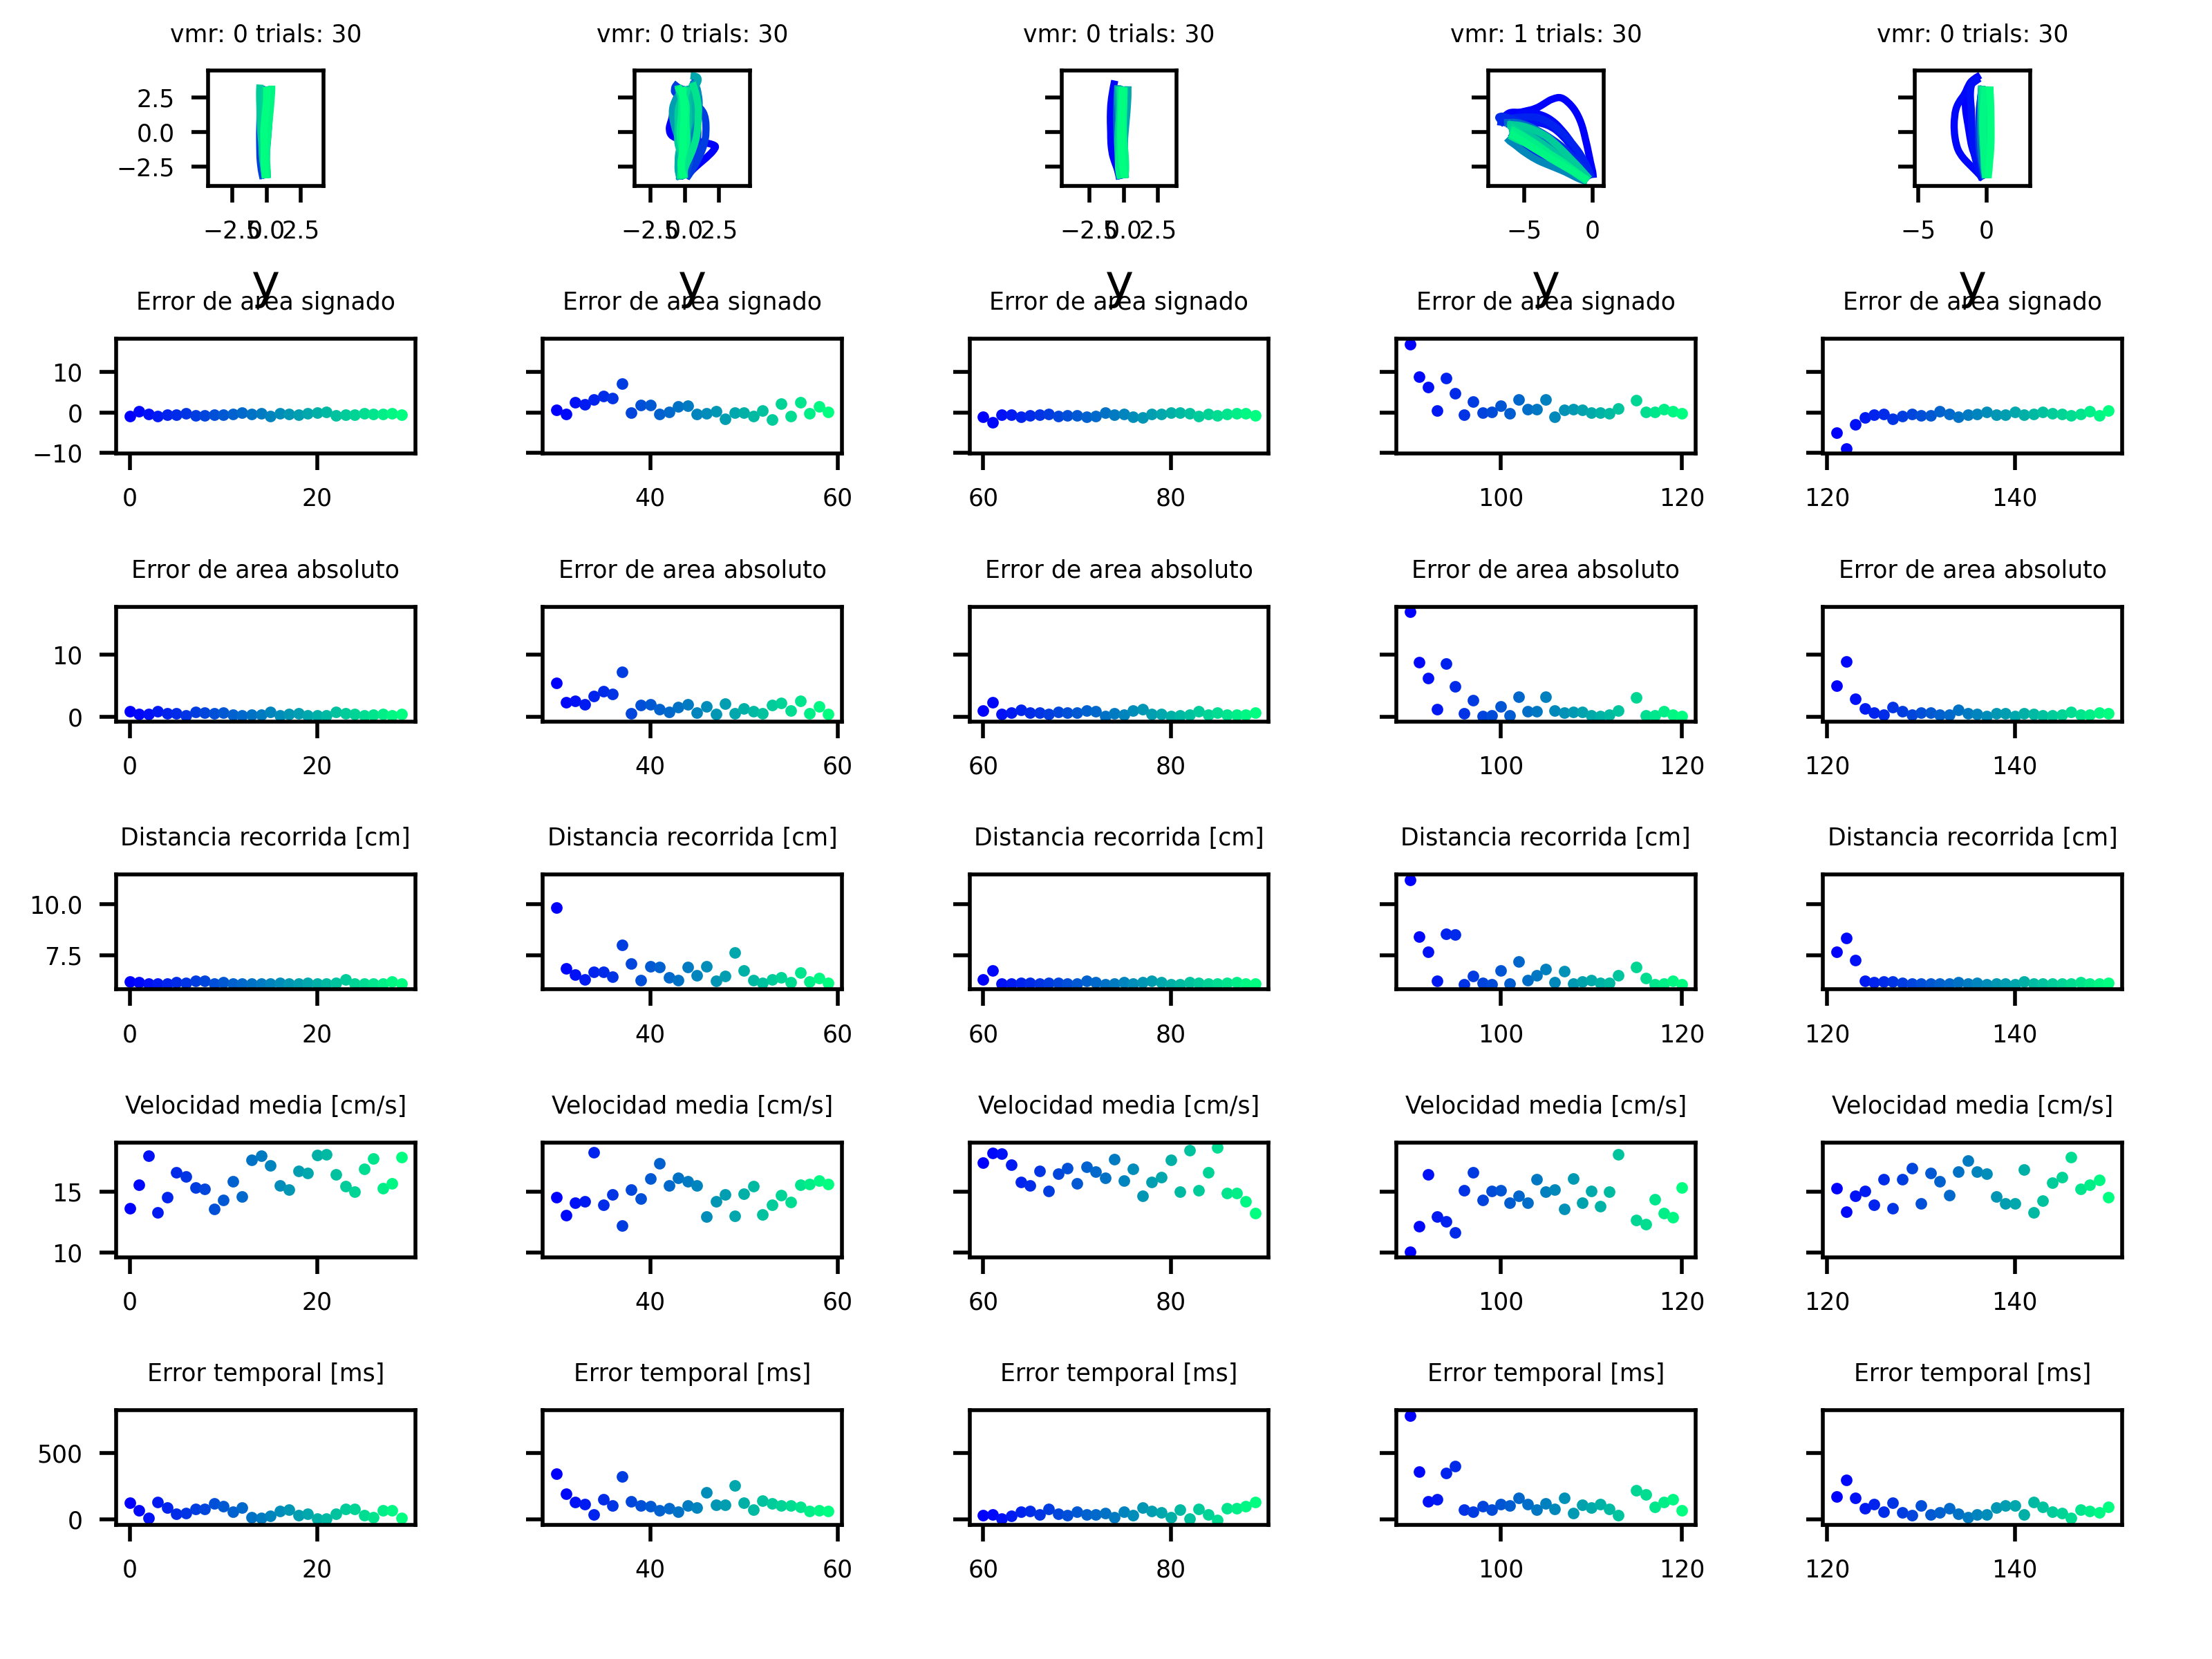 vmr: 0 trials: 30 vmr: 0 trials: 30 vmr: 0 trials: 30 vmr: 1 trials: 30 vmr: 0 trials: 30
2.5
0.0
−2.5
−2.5 0.0 2.5 −2.5 0.0 2.5 −2.5 0.0 2.5 −5 0 −5 0
y y y y y
Error de area signado Error de area signado Error de area signado Error de area signado Error de area signado
10
0
−10
0 20 40 60 60 80 100 120 120 140
Error de area absoluto Error de area absoluto Error de area absoluto Error de area absoluto Error de area absoluto
10
0
0 20 40 60 60 80 100 120 120 140
Distancia recorrida [cm] Distancia recorrida [cm] Distancia recorrida [cm] Distancia recorrida [cm] Distancia recorrida [cm]
10.0
7.5
0 20 40 60 60 80 100 120 120 140
Velocidad media [cm/s] Velocidad media [cm/s] Velocidad media [cm/s] Velocidad media [cm/s] Velocidad media [cm/s]
15
10
0 20 40 60 60 80 100 120 120 140
Error temporal [ms] Error temporal [ms] Error temporal [ms] Error temporal [ms] Error temporal [ms]
500
0
0 20 40 60 60 80 100 120 120 140